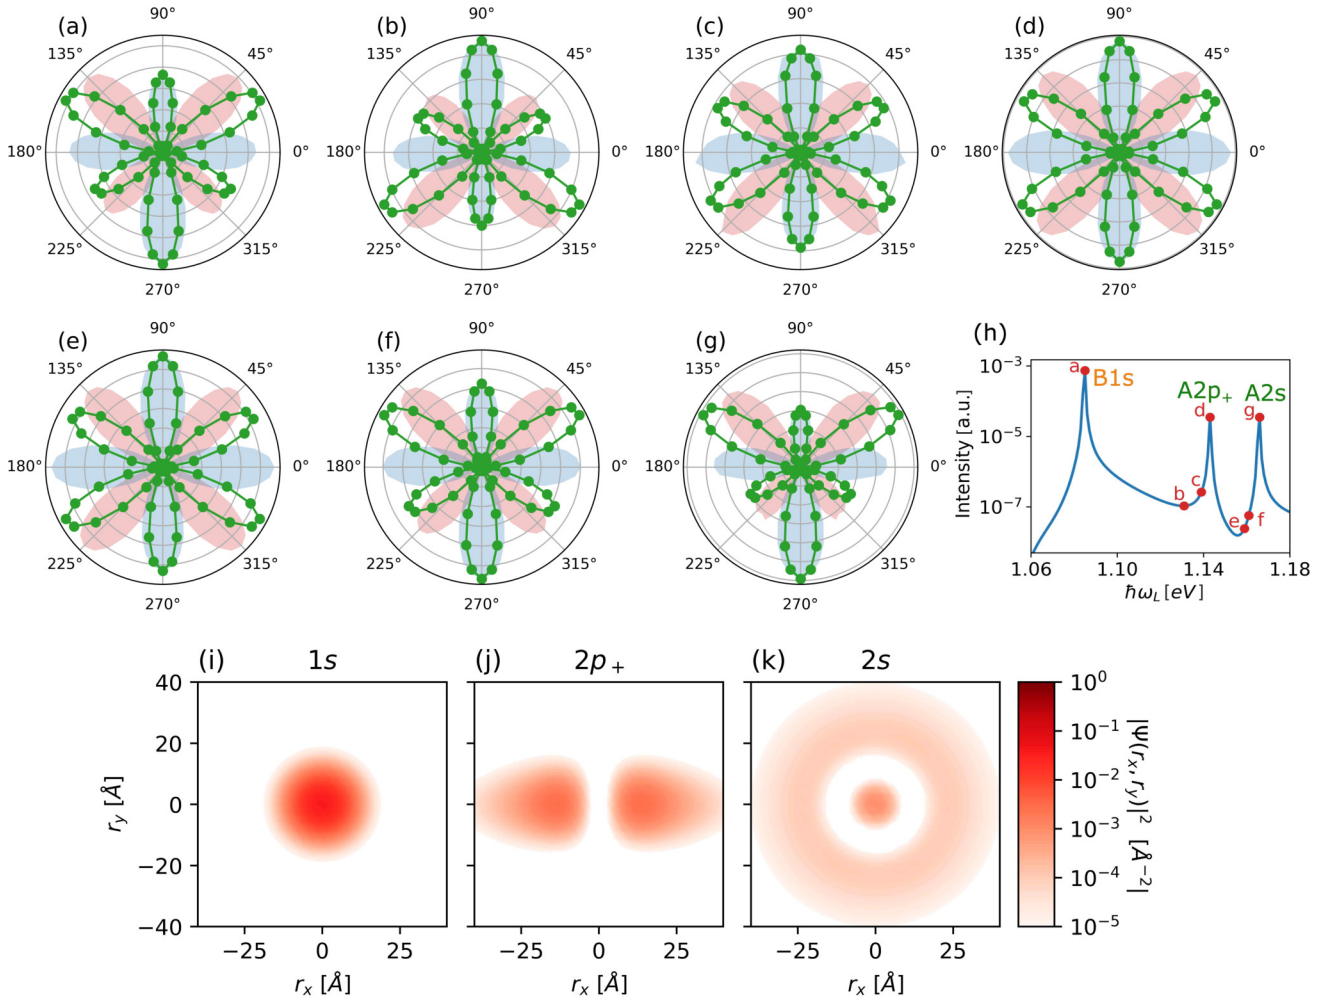 (a)
90°
135°
45°
180°
0°
225°
315°
270°
(b)
90°
135°
45°
180°
0°
225°
315°
270°
(c)
90°
135°
45°
180°
0°
225°
315°
270°
(d)
90°
135°
45°
180°
0°
225°
315°
270°
(e)
90°
135°
45°
180°
0°
225°
315°
270°
(f)
90°
135°
45°
180°
0°
225°
315°
270°
(g)
90°
135°
45°
180°
0°
225°
315°
270°
(h)
Intensity [a.u.]
10⁻³
10⁻⁵
10⁻⁷
a
B1s
A2p₊
A2s
d
g
c
b
e
f
1.06 1.10 1.14 1.18
ħω_L [eV]
(i) 1s
(j) 2p₊
(k) 2s
r_y [Å]
40
20
0
−20
−40
−25 0 25
r_x [Å]
−25 0 25
r_x [Å]
−25 0 25
r_x [Å]
10⁰
10⁻¹
10⁻²
10⁻³
10⁻⁴
10⁻⁵
|Ψ(r_x, r_y)|² [Å⁻²]